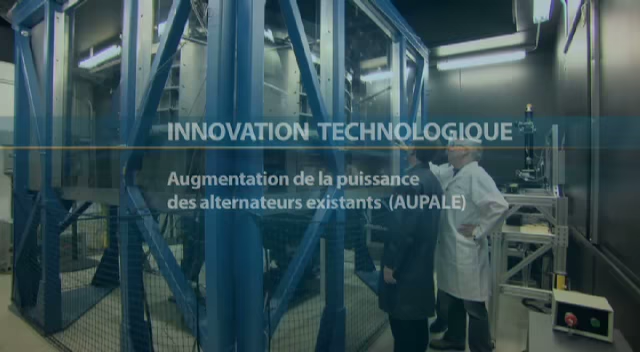 INNOVATION TECHNOLOGIQUE
Augmentation de la puissance
des alternateurs existants (AUPALE)